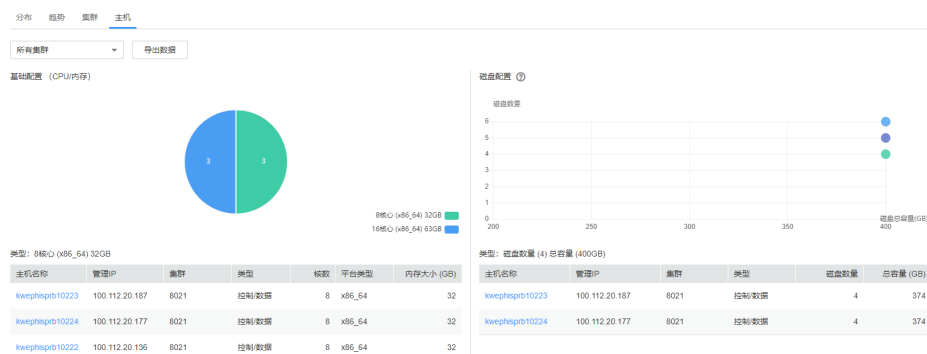 分布 趋势 集群 主机
所有集群 导出数据
基础配置 (CPU/内存)
3 3
8核心 (x86_64) 32GB
16核心 (x86_64) 63GB
类型: 8核心 (x86_64) 32GB
主机名称 管理IP 集群 类型 核数 平台类型 内存大小 (GB)
kwephisprb10223 100.112.20.187 8021 控制/数据 8 x86_64 32
kwephisprb10224 100.112.20.177 8021 控制/数据 8 x86_64 32
kwephisprb10222 100.112.20.136 8021 控制/数据 8 x86_64 32
磁盘配置 ?
磁盘数量
6
5
4
3
2
1
0
200 250 300 350 400
磁盘总容量(GB)
类型: 磁盘数量 (4) 总容量 (400GB)
主机名称 管理IP 集群 类型 磁盘数量 总容量 (GB)
kwephisprb10223 100.112.20.187 8021 控制/数据 4 374
kwephisprb10224 100.112.20.177 8021 控制/数据 4 374